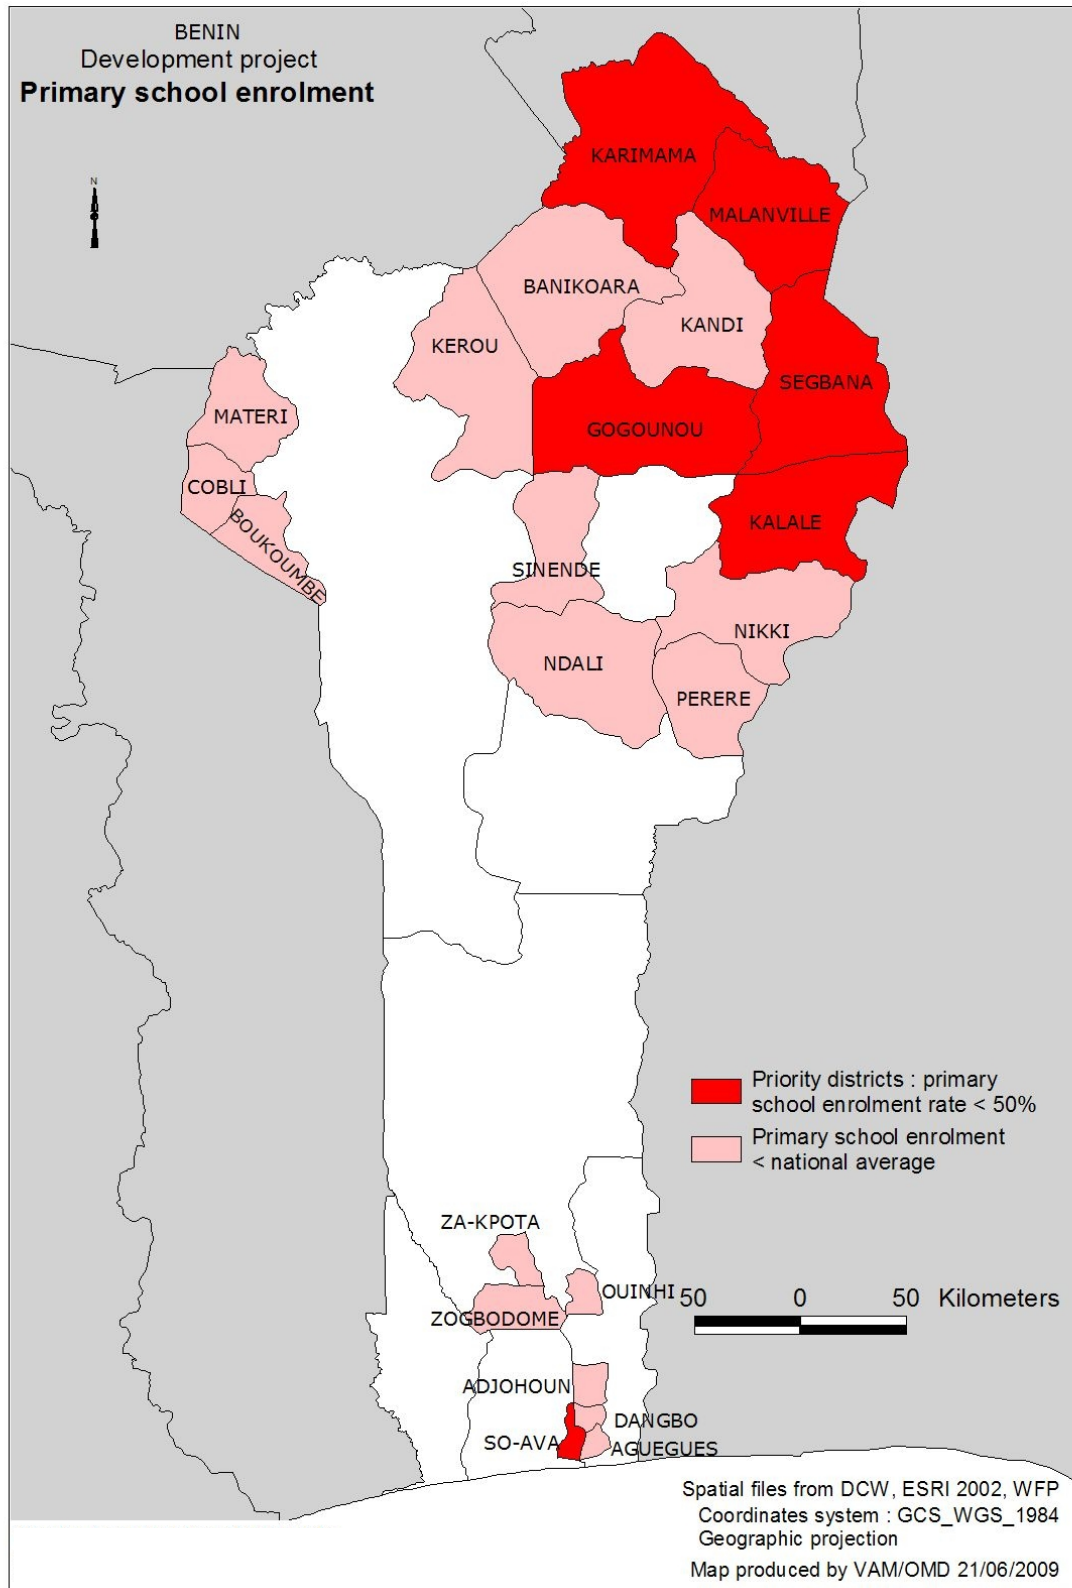 BENIN
Development project
Primary school enrolment
N
KARIMAMA
MALANVILLE
BANIKOARA
KANDI
KEROU
SEGBANA
MATERI
GOGOUNOU
COBLI
KALALE
BOUKOUMBE
SINENDE
NIKKI
NDALI
PERERE
Priority districts : primary
school enrolment rate < 50%
Primary school enrolment
< national average
ZA-KPOTA
OUINHI
50 0 50 Kilometers
ZOGBODOME
ADJOHOUN
DANGBO
SO-AVA
AGUEGUES
Spatial files from DCW, ESRI 2002, WFP
Coordinates system : GCS_WGS_1984
Geographic projection
Map produced by VAM/OMD 21/06/2009